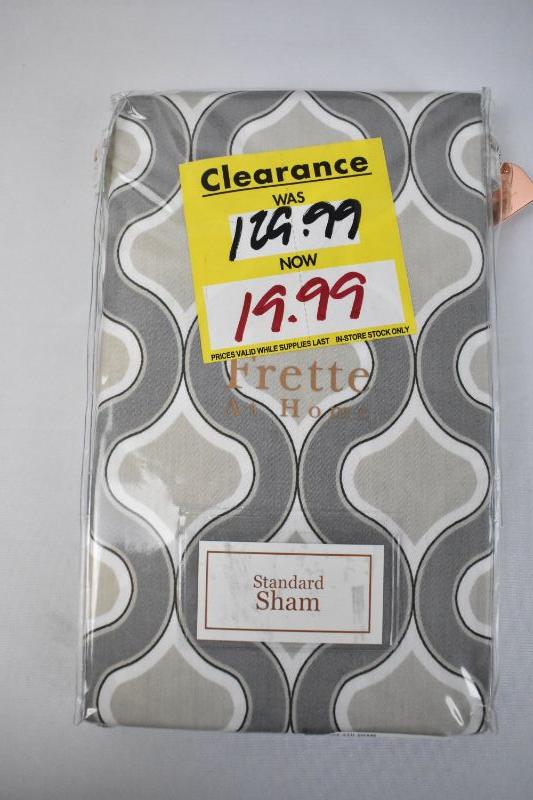 Clearance
WAS
129.99
NOW
19.99
PRICES VALID WHILE SUPPLIES LAST IN-STORE STOCK ONLY
Frette
At Home
Standard
Sham